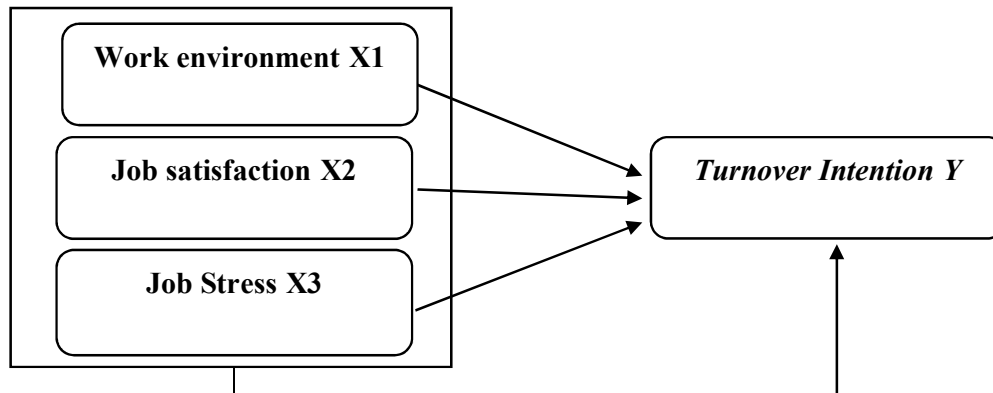 Work environment X1
Job satisfaction X2
Turnover Intention Y
Job Stress X3